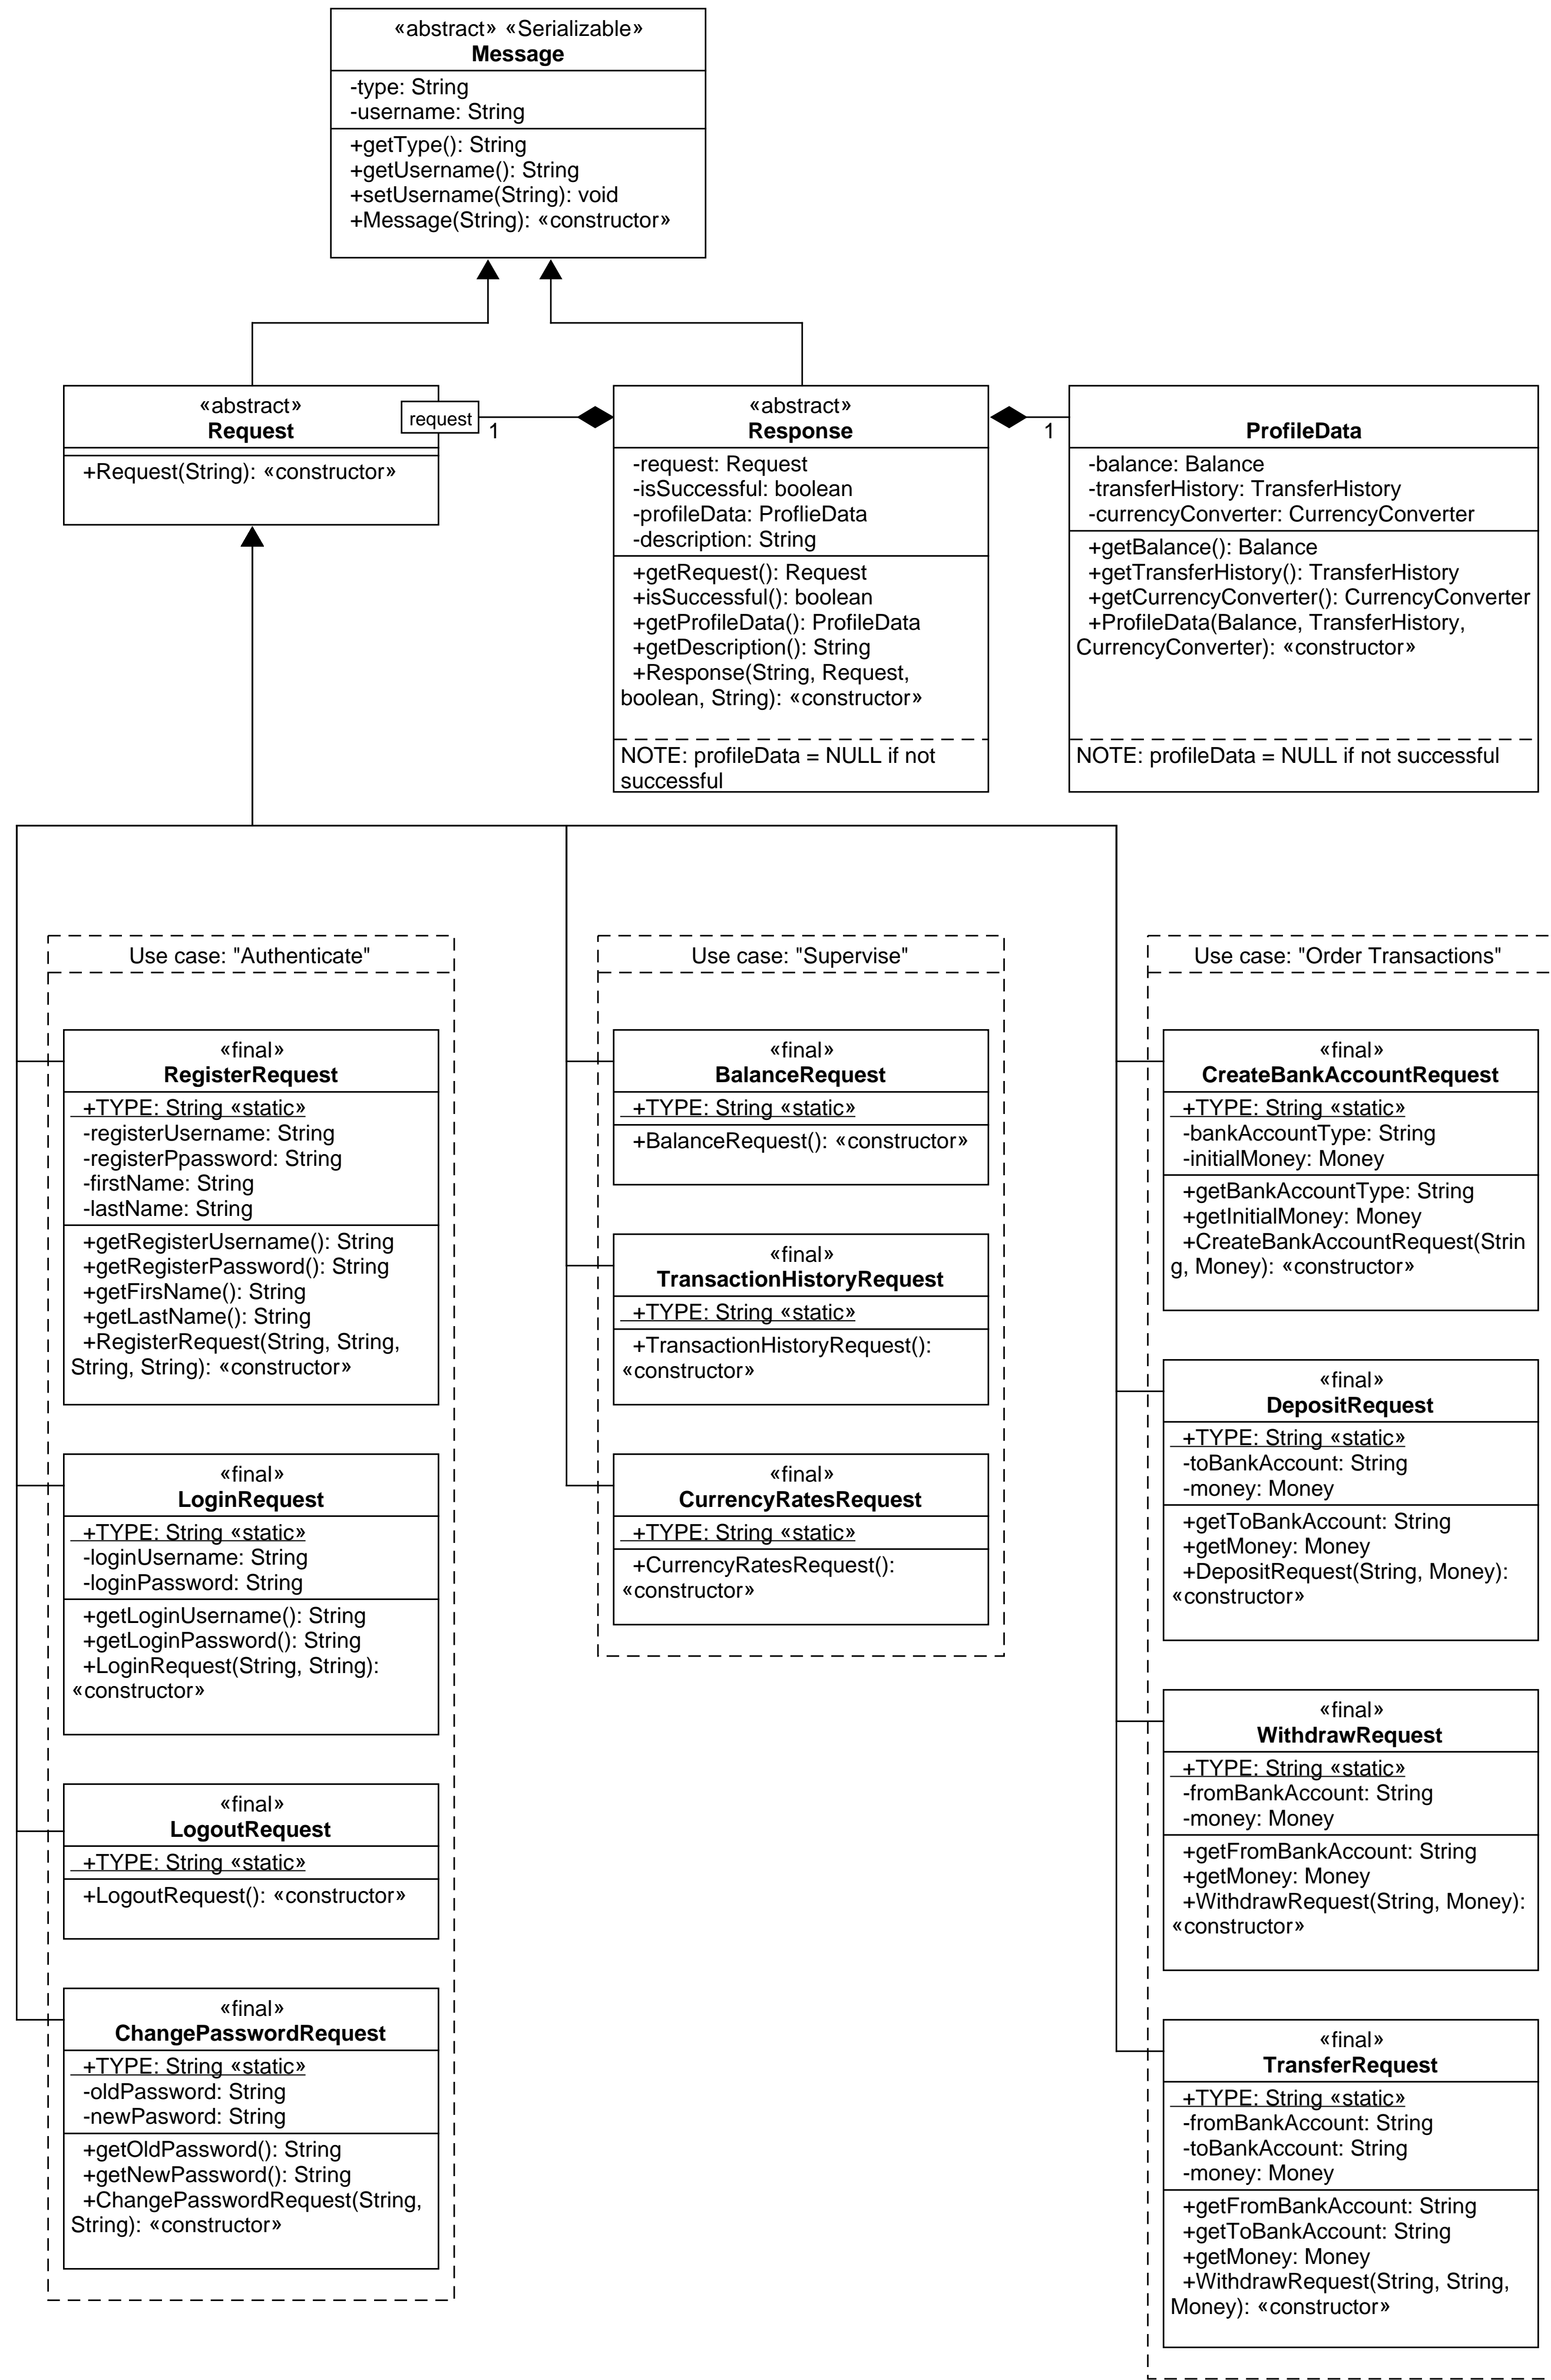 «abstract» «Serializable»
Message
-type: String
-username: String
+getType(): String
+getUsername(): String
+setUsername(String): void
+Message(String): «constructor»
«abstract»
Request
+Request(String): «constructor»
request
1
«abstract»
Response
-request: Request
-isSuccessful: boolean
-profileData: ProflieData
-description: String
+getRequest(): Request
+isSuccessful(): boolean
+getProfileData(): ProfileData
+getDescription(): String
+Response(String, Request,
boolean, String): «constructor»
NOTE: profileData = NULL if not
successful
1
ProfileData
-balance: Balance
-transferHistory: TransferHistory
-currencyConverter: CurrencyConverter
+getBalance(): Balance
+getTransferHistory(): TransferHistory
+getCurrencyConverter(): CurrencyConverter
+ProfileData(Balance, TransferHistory,
CurrencyConverter): «constructor»
NOTE: profileData = NULL if not successful
Use case: "Authenticate"
«final»
RegisterRequest
+TYPE: String «static»
-registerUsername: String
-registerPpassword: String
-firstName: String
-lastName: String
+getRegisterUsername(): String
+getRegisterPassword(): String
+getFirsName(): String
+getLastName(): String
+RegisterRequest(String, String,
String, String): «constructor»
«final»
LoginRequest
+TYPE: String «static»
-loginUsername: String
-loginPassword: String
+getLoginUsername(): String
+getLoginPassword(): String
+LoginRequest(String, String):
«constructor»
«final»
LogoutRequest
+TYPE: String «static»
+LogoutRequest(): «constructor»
«final»
ChangePasswordRequest
+TYPE: String «static»
-oldPassword: String
-newPasword: String
+getOldPassword(): String
+getNewPassword(): String
+ChangePasswordRequest(String,
String): «constructor»
Use case: "Supervise"
«final»
BalanceRequest
+TYPE: String «static»
+BalanceRequest(): «constructor»
«final»
TransactionHistoryRequest
+TYPE: String «static»
+TransactionHistoryRequest():
«constructor»
«final»
CurrencyRatesRequest
+TYPE: String «static»
+CurrencyRatesRequest():
«constructor»
Use case: "Order Transactions"
«final»
CreateBankAccountRequest
+TYPE: String «static»
-bankAccountType: String
-initialMoney: Money
+getBankAccountType: String
+getInitialMoney: Money
+CreateBankAccountRequest(Strin
g, Money): «constructor»
«final»
DepositRequest
+TYPE: String «static»
-toBankAccount: String
-money: Money
+getToBankAccount: String
+getMoney: Money
+DepositRequest(String, Money):
«constructor»
«final»
WithdrawRequest
+TYPE: String «static»
-fromBankAccount: String
-money: Money
+getFromBankAccount: String
+getMoney: Money
+WithdrawRequest(String, Money):
«constructor»
«final»
TransferRequest
+TYPE: String «static»
-fromBankAccount: String
-toBankAccount: String
-money: Money
+getFromBankAccount: String
+getToBankAccount: String
+getMoney: Money
+WithdrawRequest(String, String,
Money): «constructor»